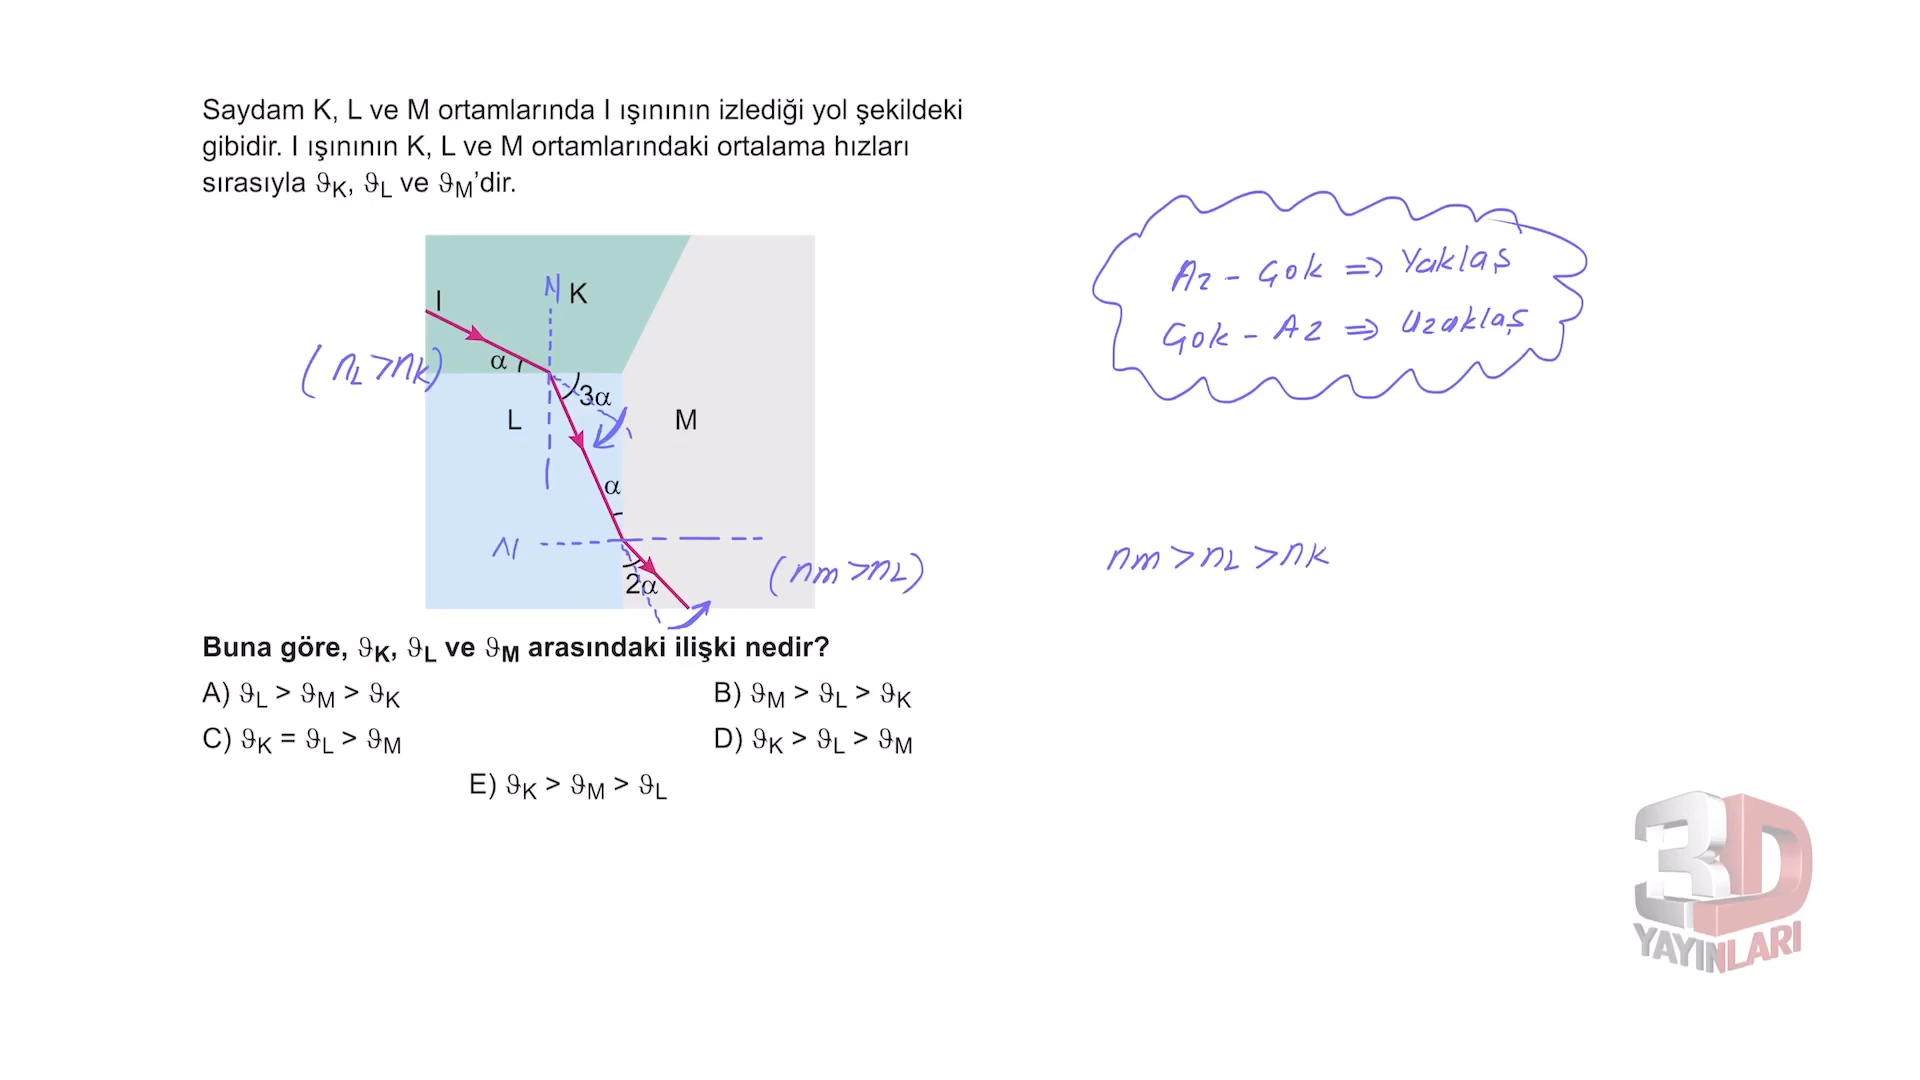 Saydam K, L ve M ortamlarında I ışınının izlediği yol şekildeki
gibidir. I ışınının K, L ve M ortamlarındaki ortalama hızları
sırasıyla ϑK, ϑL ve ϑM'dir.
Az - Çok ⇒ Yaklaş
Çok - Az ⇒ Uzaklaş
N K
I
(nL > nK)
α
3α
L
M
α
N
(nm > nL)
2α
nm > nL > nK
Buna göre, ϑK, ϑL ve ϑM arasındaki ilişki nedir?
A) ϑL > ϑM > ϑK
B) ϑM > ϑL > ϑK
C) ϑK = ϑL > ϑM
D) ϑK > ϑL > ϑM
E) ϑK > ϑM > ϑL
3D
YAYINLARI